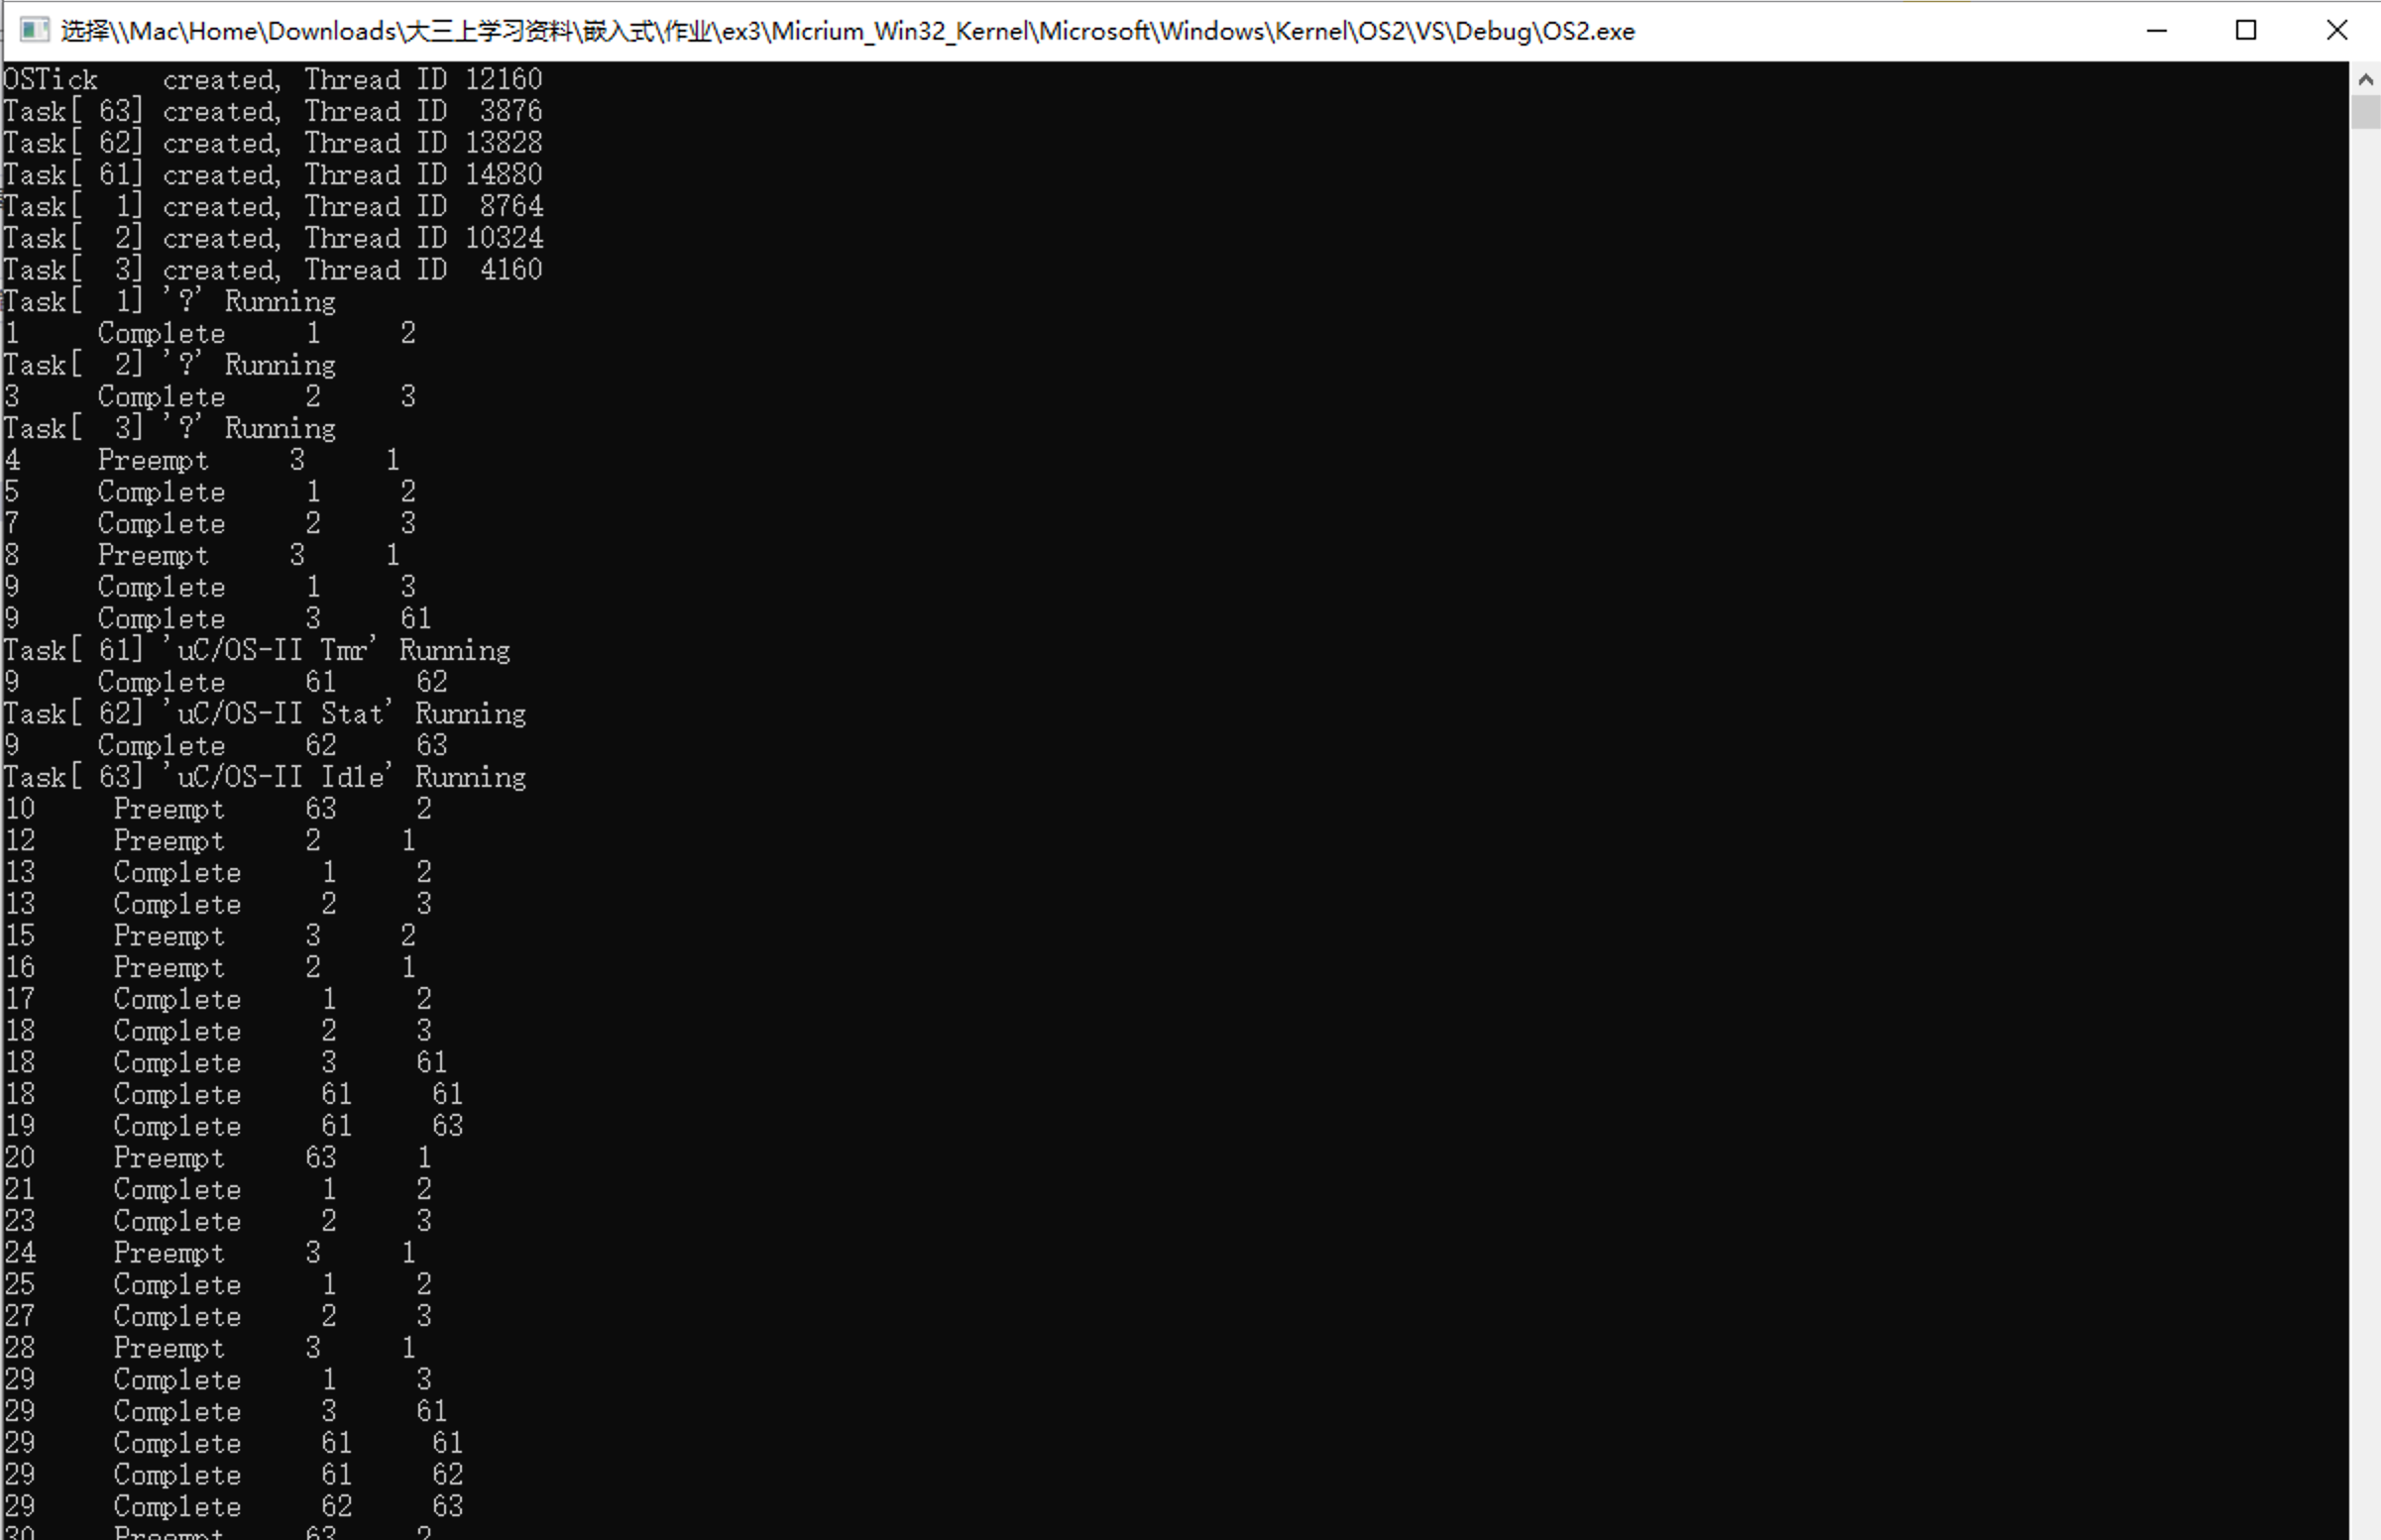 选择\\Mac\Home\Downloads\大三上学习资料\嵌入式\作业\ex3\Micrium_Win32_Kernel\Microsoft\Windows\Kernel\OS2\VS\Debug\OS2.exe
OSTick    created, Thread ID 12160
Task[ 63] created, Thread ID  3876
Task[ 62] created, Thread ID 13828
Task[ 61] created, Thread ID 14880
Task[  1] created, Thread ID  8764
Task[  2] created, Thread ID 10324
Task[  3] created, Thread ID  4160
Task[  1] '?' Running
1     Complete     1     2
Task[  2] '?' Running
3     Complete     2     3
Task[  3] '?' Running
4     Preempt     3     1
5     Complete     1     2
7     Complete     2     3
8     Preempt     3     1
9     Complete     1     3
9     Complete     3     61
Task[ 61] 'uC/OS-II Tmr' Running
9     Complete     61     62
Task[ 62] 'uC/OS-II Stat' Running
9     Complete     62     63
Task[ 63] 'uC/OS-II Idle' Running
10     Preempt     63     2
12     Preempt     2     1
13     Complete     1     2
13     Complete     2     3
15     Preempt     3     2
16     Preempt     2     1
17     Complete     1     2
18     Complete     2     3
18     Complete     3     61
18     Complete     61     61
19     Complete     61     63
20     Preempt     63     1
21     Complete     1     2
23     Complete     2     3
24     Preempt     3     1
25     Complete     1     2
27     Complete     2     3
28     Preempt     3     1
29     Complete     1     3
29     Complete     3     61
29     Complete     61     61
29     Complete     61     62
29     Complete     62     63
30     Preempt     63     2